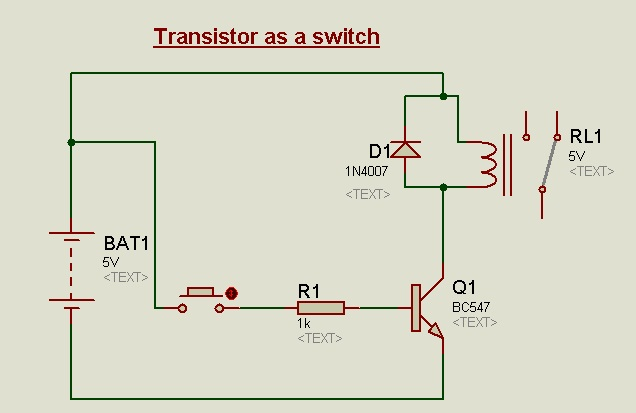 Transistor as a switch
D1
1N4007
<TEXT>
RL1
5V
<TEXT>
BAT1
5V
<TEXT>
R1
1k
<TEXT>
Q1
BC547
<TEXT>